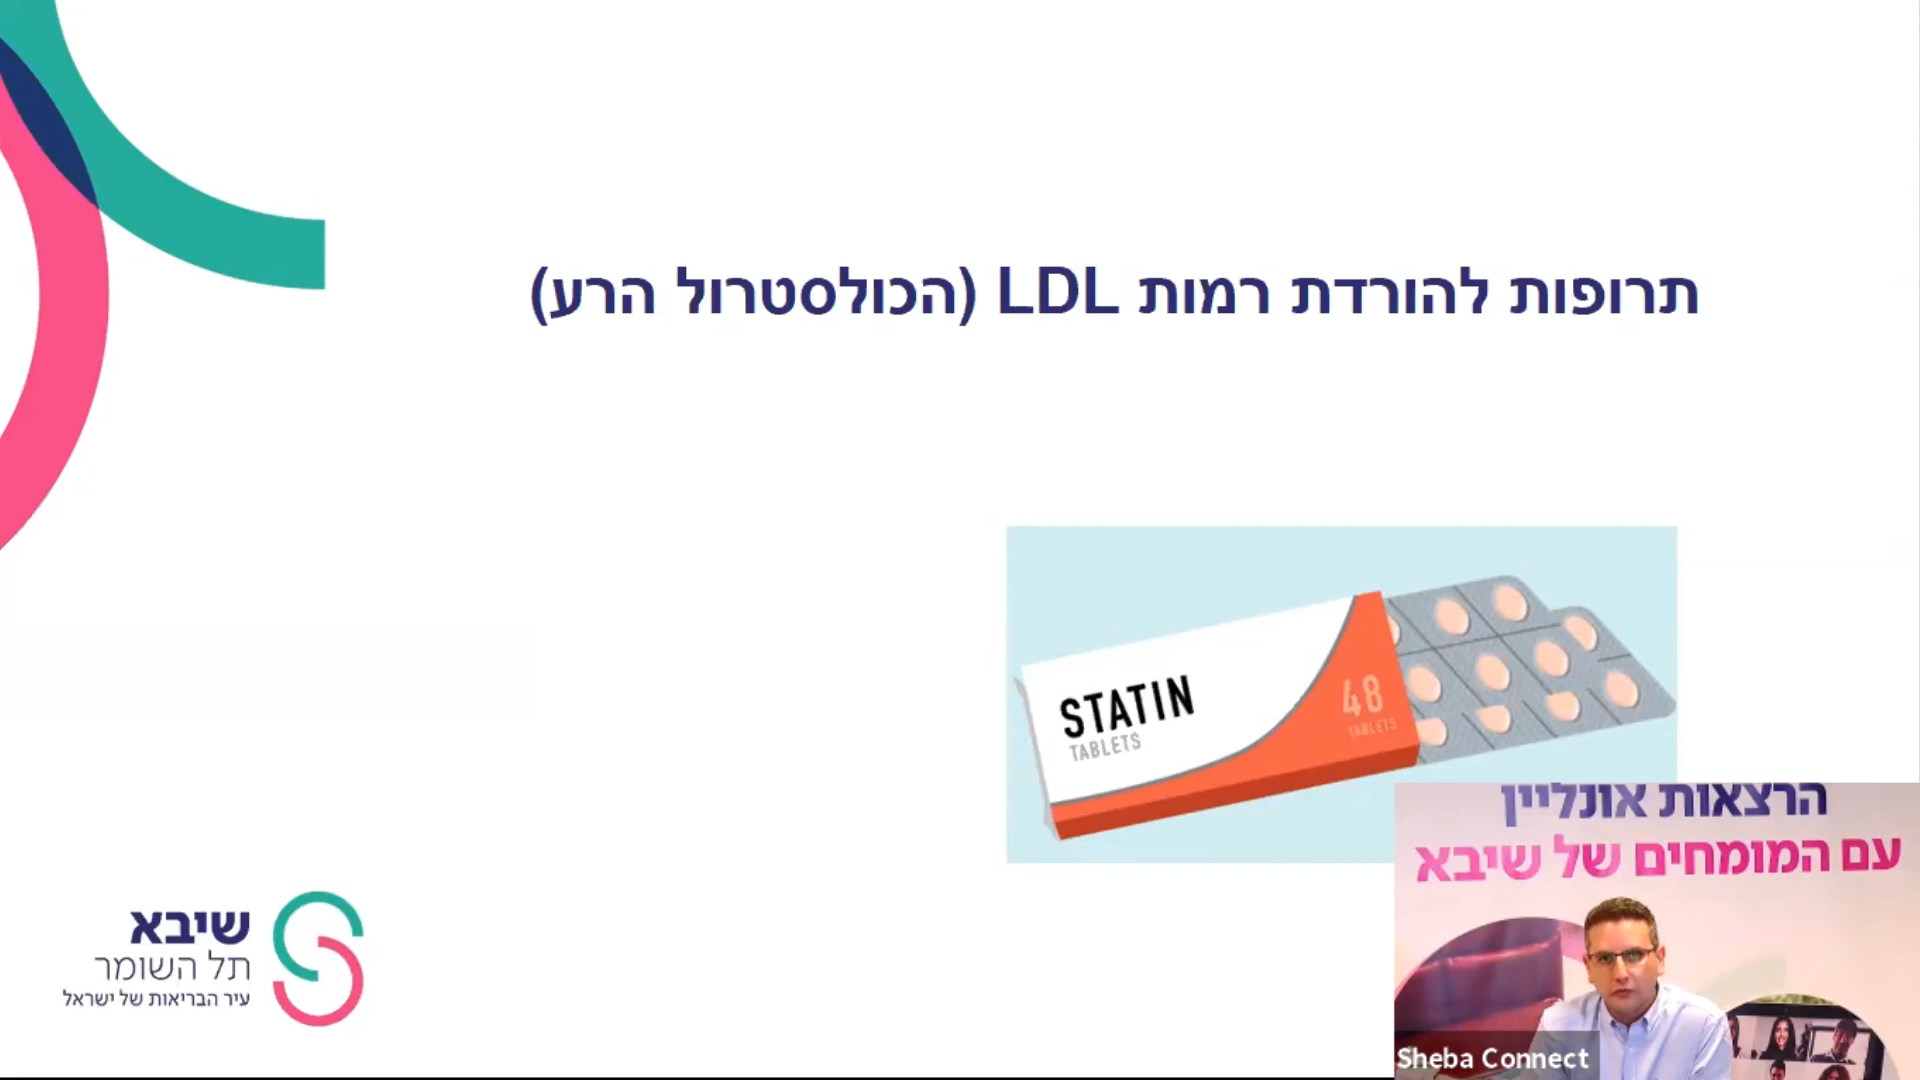 תרופות להורדת רמות LDL (הכולסטרול הרע)
STATIN
TABLETS
48
TABLETS
הרצאות אונליין
עם המומחים של שיבא
Sheba Connect
שיבא
תל השומר
עיר הבריאות של ישראל